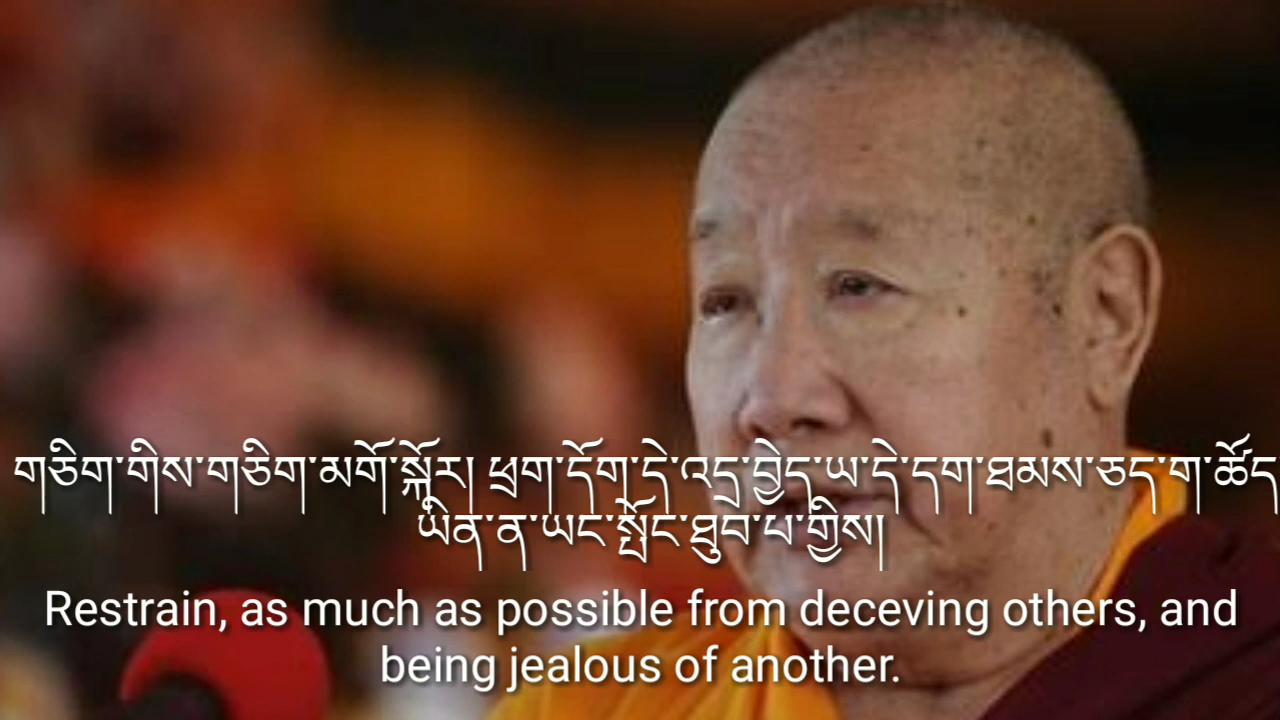 གཅིག་གིས་གཅིག་མགོ་སྐོར། ཕྲག་དོག་དེ་འདྲ་བྱེད་ཡ་དེ་དག་ཐམས་ཅད་ག་ཚོད་
ཡིན་ན་ཡང་སྤོང་ཐུབ་པ་གྱིས།
Restrain, as much as possible from deceving others, and
being jealous of another.